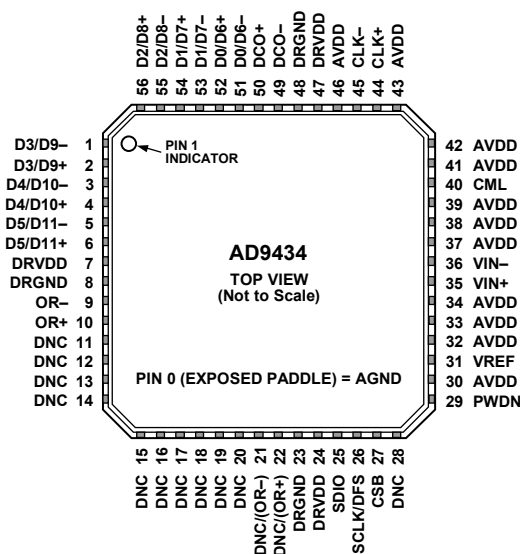 56 D2/D8+
55 D2/D8–
54 D1/D7+
53 D1/D7–
52 D0/D6+
51 D0/D6–
50 DCO+
49 DCO–
48 DRGND
47 DRVDD
46 AVDD
45 CLK–
44 CLK+
43 AVDD
D3/D9– 1
D3/D9+ 2
D4/D10– 3
D4/D10+ 4
D5/D11– 5
D5/D11+ 6
DRVDD 7
DRGND 8
OR– 9
OR+ 10
DNC 11
DNC 12
DNC 13
DNC 14
PIN 1
INDICATOR
AD9434
TOP VIEW
(Not to Scale)
PIN 0 (EXPOSED PADDLE) = AGND
42 AVDD
41 AVDD
40 CML
39 AVDD
38 AVDD
37 AVDD
36 VIN–
35 VIN+
34 AVDD
33 AVDD
32 AVDD
31 VREF
30 AVDD
29 PWDN
DNC 15
DNC 16
DNC 17
DNC 18
DNC 19
DNC 20
DNC/(OR–) 21
DNC/(OR+) 22
DRGND 23
DRVDD 24
SDIO 25
SCLK/DFS 26
CSB 27
DNC 28